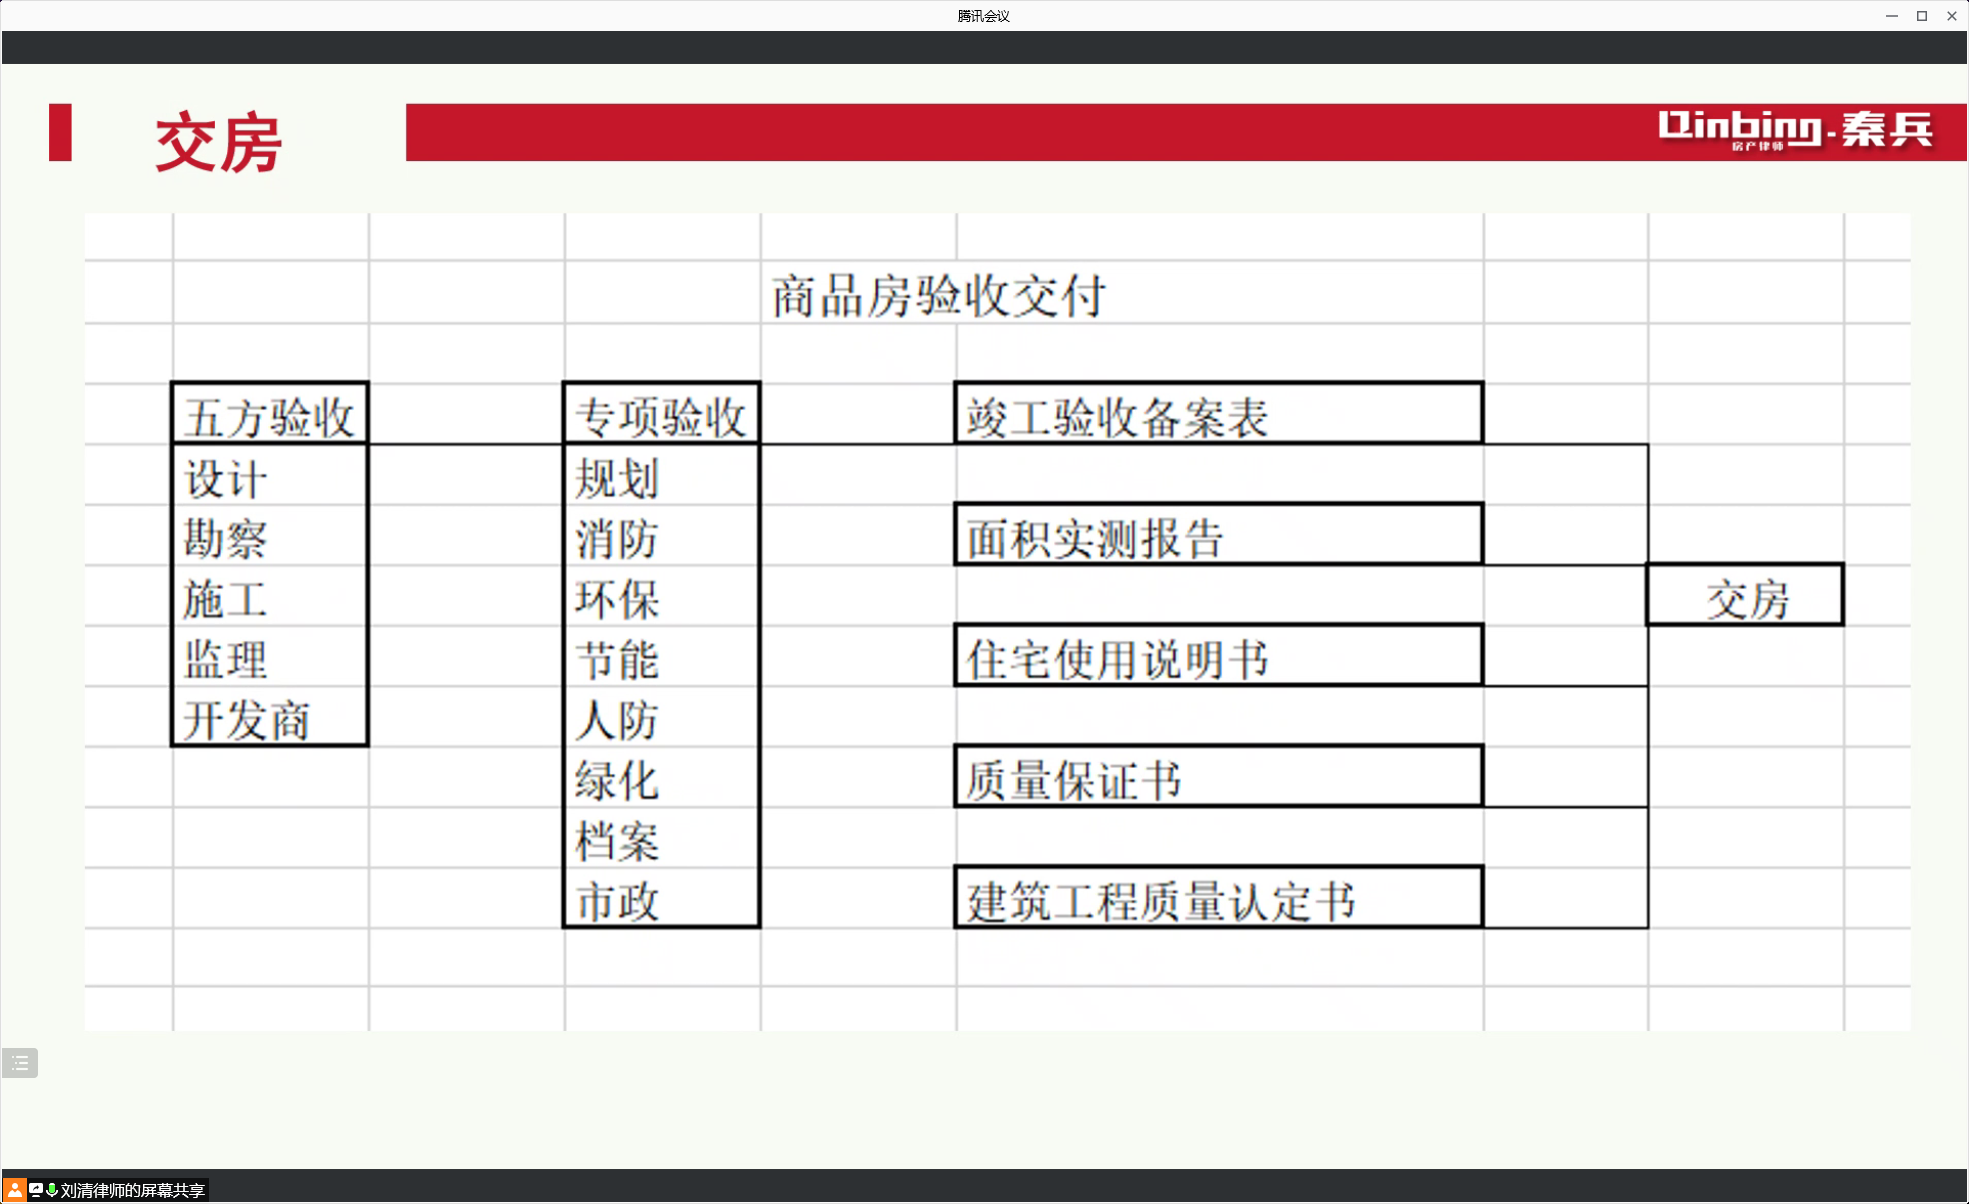 腾讯会议
交房
Qinbing-秦兵
房产律师
商品房验收交付
五方验收
设计
勘察
施工
监理
开发商
专项验收
规划
消防
环保
节能
人防
绿化
档案
市政
竣工验收备案表
面积实测报告
住宅使用说明书
质量保证书
建筑工程质量认定书
交房
刘清律师的屏幕共享